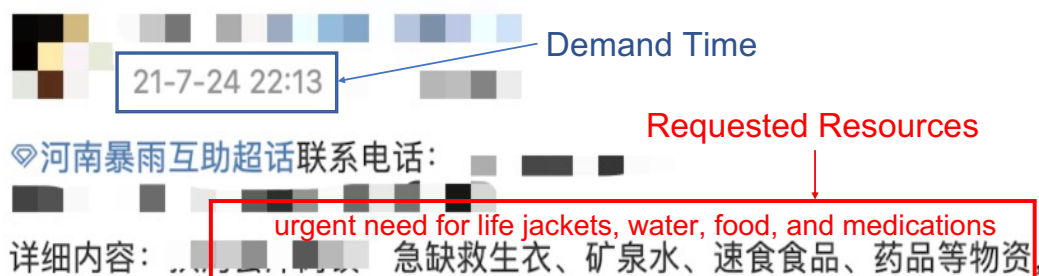 Demand Time
21-7-24 22:13
Requested Resources
河南暴雨互助超话联系电话：
urgent need for life jackets, water, food, and medications
详细内容： 急缺救生衣、矿泉水、速食食品、药品等物资，